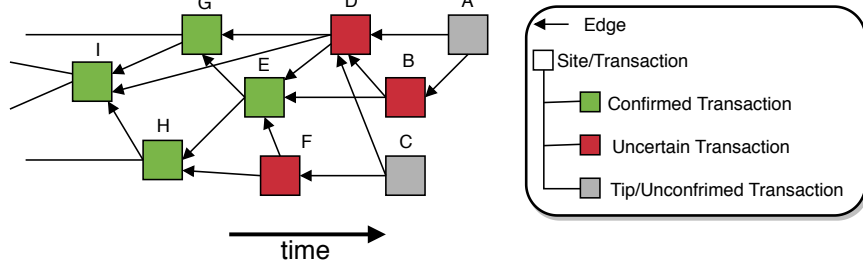 G
D
A
I
E
B
H
F
C
time
Edge
Site/Transaction
Confirmed Transaction
Uncertain Transaction
Tip/Unconfrimed Transaction